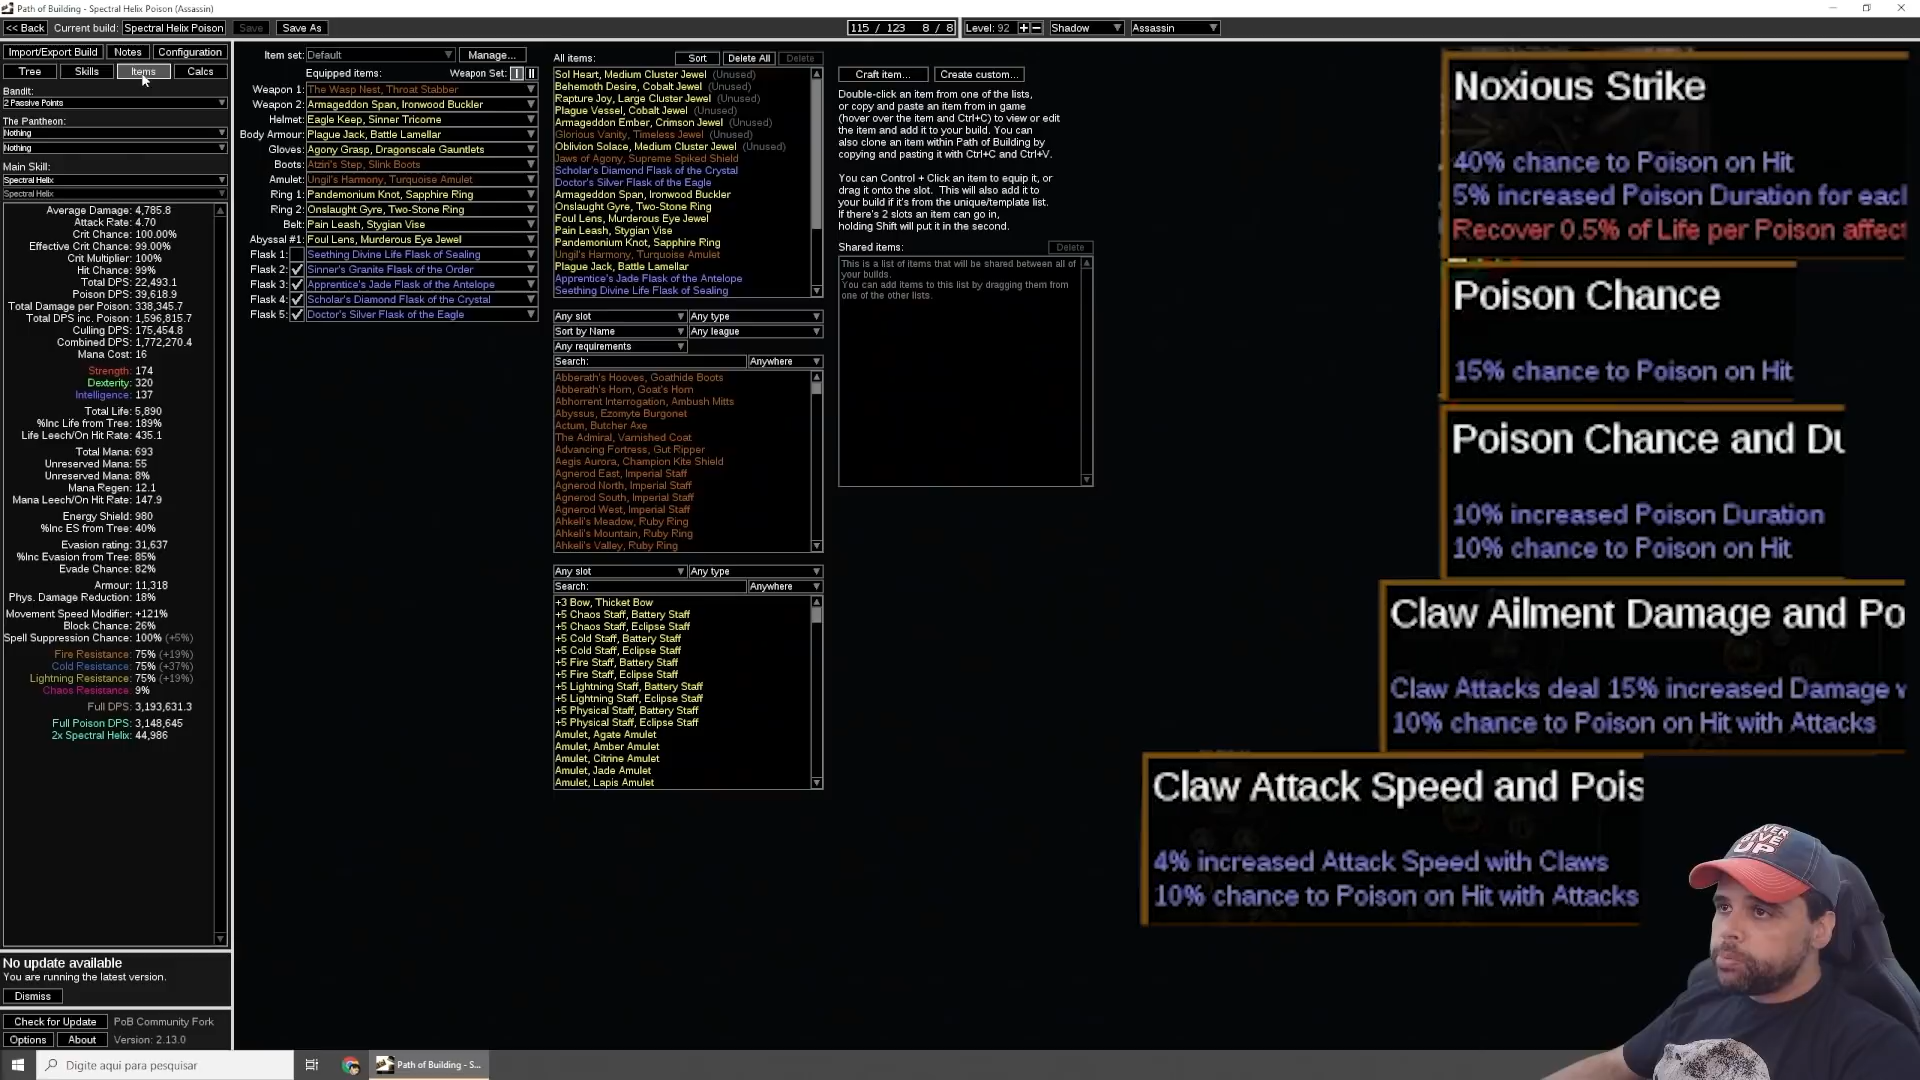 Path of Building - Spectral Helix Poison (Assassin)
<< Back Current build: Spectral Helix Poison Save Save As 115 / 123 8 / 8 Level: 92 Shadow Assassin
Import/Export Build Notes Configuration
Tree Skills Items Calcs
Bandit:
2 Passive Points
The Pantheon:
Nothing
Nothing
Main Skill:
Spectral Helix
Spectral Helix
Average Damage: 4,785.8
Attack Rate: 4.70
Crit Chance: 100.00%
Effective Crit Chance: 99.00%
Crit Multiplier: 100%
Hit Chance: 99%
Total DPS: 22,493.1
Poison DPS: 39,618.9
Total Damage per Poison: 338,345.7
Total DPS inc. Poison: 1,596,815.7
Culling DPS: 175,454.8
Combined DPS: 1,772,270.4
Mana Cost: 16
Strength: 174
Dexterity: 320
Intelligence: 137
Total Life: 5,890
%Inc Life from Tree: 189%
Life Leech/On Hit Rate: 435.1
Total Mana: 693
Unreserved Mana: 55
Unreserved Mana: 8%
Mana Regen: 12.1
Mana Leech/On Hit Rate: 147.9
Energy Shield: 980
%Inc ES from Tree: 40%
Evasion rating: 31,637
%Inc Evasion from Tree: 85%
Evade Chance: 82%
Armour: 11,318
Phys. Damage Reduction: 18%
Movement Speed Modifier: +121%
Block Chance: 26%
Spell Suppression Chance: 100% (+5%)
Fire Resistance: 75% (+19%)
Cold Resistance: 75% (+37%)
Lightning Resistance: 75% (+19%)
Chaos Resistance: 9%
Full DPS: 3,193,631.3
Full Poison DPS: 3,148,645
2x Spectral Helix: 44,986
No update available
You are running the latest version.
Dismiss
Check for Update PoB Community Fork
Options About Version: 2.13.0
Item set: Default Manage...
Equipped items: Weapon Set: I II
Weapon 1: The Wasp Nest, Throat Stabber
Weapon 2: Armageddon Span, Ironwood Buckler
Helmet: Eagle Keep, Sinner Tricorne
Body Armour: Plague Jack, Battle Lamellar
Gloves: Agony Grasp, Dragonscale Gauntlets
Boots: Atziri's Step, Slink Boots
Amulet: Ungil's Harmony, Turquoise Amulet
Ring 1: Pandemonium Knot, Sapphire Ring
Ring 2: Onslaught Gyre, Two-Stone Ring
Belt: Pain Leash, Stygian Vise
Abyssal #1: Foul Lens, Murderous Eye Jewel
Flask 1: Seething Divine Life Flask of Sealing
Flask 2: Sinner's Granite Flask of the Order
Flask 3: Apprentice's Jade Flask of the Antelope
Flask 4: Scholar's Diamond Flask of the Crystal
Flask 5: Doctor's Silver Flask of the Eagle
All items: Sort Delete All Delete
Sol Heart, Medium Cluster Jewel (Unused)
Behemoth Desire, Cobalt Jewel (Unused)
Rapture Joy, Large Cluster Jewel (Unused)
Plague Vessel, Cobalt Jewel (Unused)
Armageddon Ember, Crimson Jewel (Unused)
Glorious Vanity, Timeless Jewel (Unused)
Oblivion Solace, Medium Cluster Jewel (Unused)
Jaws of Agony, Supreme Spiked Shield
Scholar's Diamond Flask of the Crystal
Doctor's Silver Flask of the Eagle
Armageddon Span, Ironwood Buckler
Onslaught Gyre, Two-Stone Ring
Foul Lens, Murderous Eye Jewel
Pain Leash, Stygian Vise
Pandemonium Knot, Sapphire Ring
Ungil's Harmony, Turquoise Amulet
Plague Jack, Battle Lamellar
Apprentice's Jade Flask of the Antelope
Seething Divine Life Flask of Sealing
Any slot Any type
Sort by Name Any league
Any requirements
Search: Anywhere
Abberath's Hooves, Goathide Boots
Abberath's Horn, Goat's Horn
Abhorrent Interrogation, Ambush Mitts
Abyssus, Ezomyte Burgonet
Actum, Butcher Axe
The Admiral, Varnished Coat
Advancing Fortress, Gut Ripper
Aegis Aurora, Champion Kite Shield
Agnerod East, Imperial Staff
Agnerod North, Imperial Staff
Agnerod South, Imperial Staff
Agnerod West, Imperial Staff
Ahkeli's Meadow, Ruby Ring
Ahkeli's Mountain, Ruby Ring
Ahkeli's Valley, Ruby Ring
Any slot Any type
Search: Anywhere
+3 Bow, Thicket Bow
+5 Chaos Staff, Battery Staff
+5 Chaos Staff, Eclipse Staff
+5 Cold Staff, Battery Staff
+5 Cold Staff, Eclipse Staff
+5 Fire Staff, Battery Staff
+5 Fire Staff, Eclipse Staff
+5 Lightning Staff, Battery Staff
+5 Lightning Staff, Eclipse Staff
+5 Physical Staff, Battery Staff
+5 Physical Staff, Eclipse Staff
Amulet, Agate Amulet
Amulet, Amber Amulet
Amulet, Citrine Amulet
Amulet, Jade Amulet
Amulet, Lapis Amulet
Craft item... Create custom...
Double-click an item from one of the lists,
or copy and paste an item from in game
(hover over the item and Ctrl+C) to view or edit
the item and add it to your build. You can
also clone an item within Path of Building by
copying and pasting it with Ctrl+C and Ctrl+V.
You can Control + Click an item to equip it, or
drag it onto the slot. This will also add it to
your build if it's from the unique/template list.
If there's 2 slots an item can go in,
holding Shift will put it in the second.
Shared items: Delete
This is a list of items that will be shared between all of
your builds.
You can add items to this list by dragging them from
one of the other lists.
Noxious Strike
40% chance to Poison on Hit
5% increased Poison Duration for eacl
Recover 0.5% of Life per Poison affect
Poison Chance
15% chance to Poison on Hit
Poison Chance and Du
10% increased Poison Duration
10% chance to Poison on Hit
Claw Ailment Damage and Po
Claw Attacks deal 15% increased Damage
10% chance to Poison on Hit with Attacks
Claw Attack Speed and Pois
4% increased Attack Speed with Claws
10% chance to Poison on Hit with Attacks
NEVER
GIVE
UP
Digite aqui para pesquisar Path of Building - S...